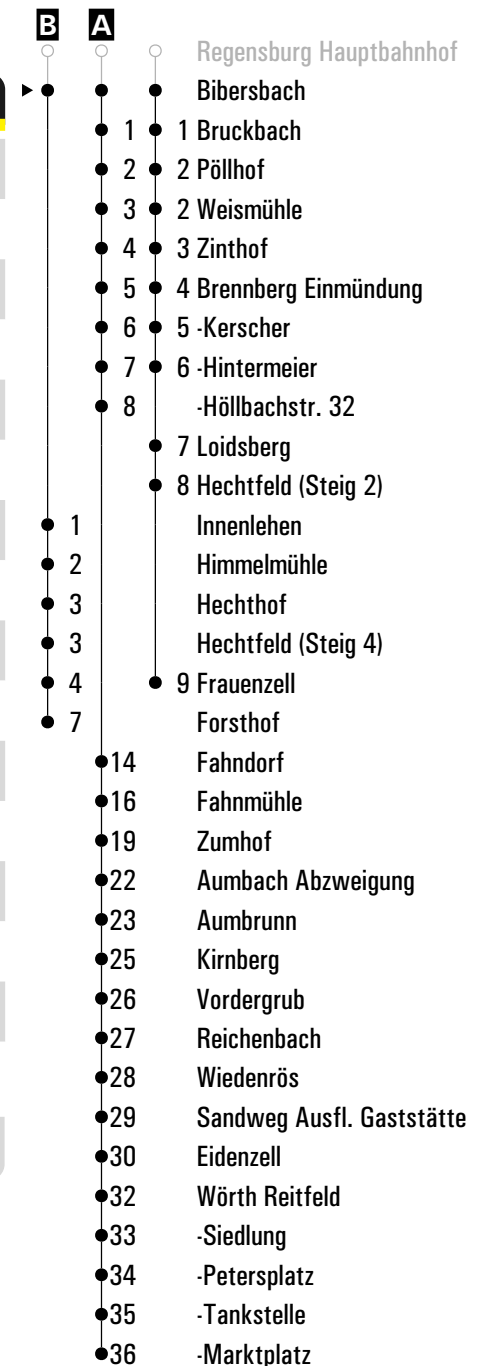 B A
Regensburg Hauptbahnhof
Bibersbach
1 1 Bruckbach
2 2 Pöllhof
3 2 Weismühle
4 3 Zinthof
5 4 Brennberg Einmündung
6 5 -Kerscher
7 6 -Hintermeier
8 -Höllbachstr. 32
7 Loidsberg
8 Hechtfeld (Steig 2)
1 Innenlehen
2 Himmelmühle
3 Hechthof
3 Hechtfeld (Steig 4)
4 9 Frauenzell
7 Forsthof
14 Fahndorf
16 Fahnmühle
19 Zumhof
22 Aumbach Abzweigung
23 Aumbrunn
25 Kirnberg
26 Vordergrub
27 Reichenbach
28 Wiedenrös
29 Sandweg Ausfl. Gaststätte
30 Eidenzell
32 Wörth Reitfeld
33 -Siedlung
34 -Petersplatz
35 -Tankstelle
36 -Marktplatz